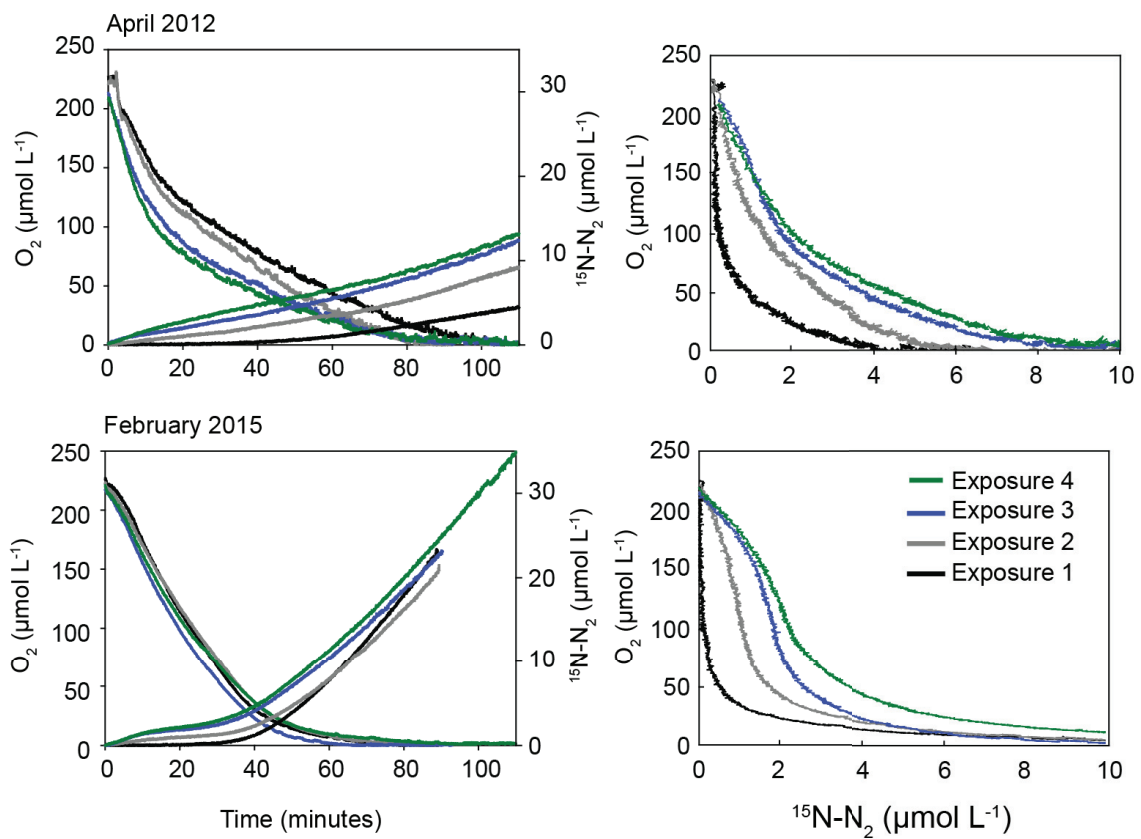 April 2012
250
200
150
100
50
0
O₂ (µmol L⁻¹)
30
20
10
0
¹⁵N-N₂ (µmol L⁻¹)
0 20 40 60 80 100
250
200
150
100
50
0
O₂ (µmol L⁻¹)
0 2 4 6 8 10
February 2015
250
200
150
100
50
0
O₂ (µmol L⁻¹)
30
20
10
0
¹⁵N-N₂ (µmol L⁻¹)
0 20 40 60 80 100
Time (minutes)
250
200
150
100
50
0
O₂ (µmol L⁻¹)
Exposure 4
Exposure 3
Exposure 2
Exposure 1
0 2 4 6 8 10
¹⁵N-N₂ (µmol L⁻¹)